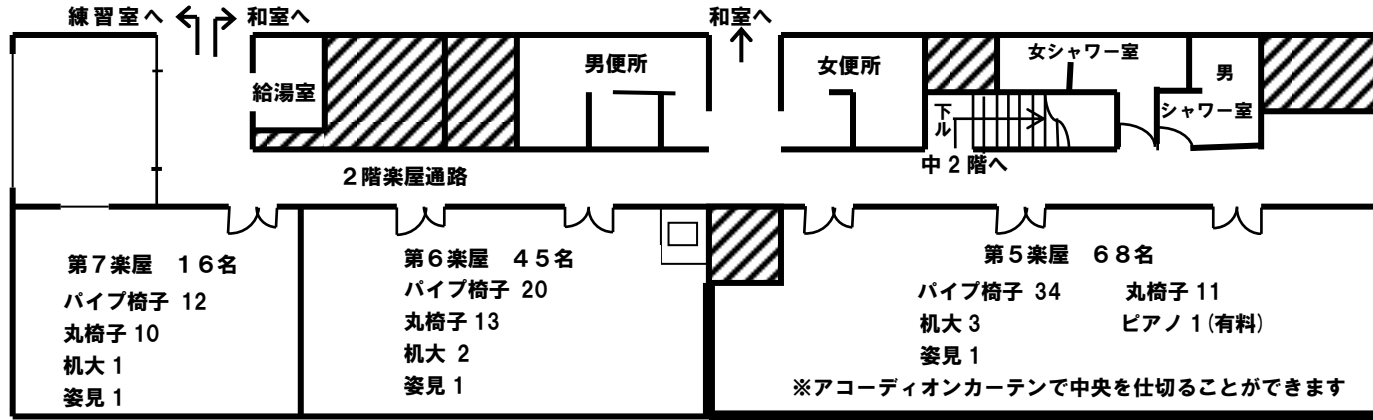 練習室へ
和室へ
和室へ
給湯室
男便所
女便所
女シャワー室
男
シャワー室
下ル
中2階へ
2階楽屋通路
第7楽屋 16名
パイプ椅子 12
丸椅子 10
机大 1
姿見 1
第6楽屋 45名
パイプ椅子 20
丸椅子 13
机大 2
姿見 1
第5楽屋 68名
パイプ椅子 34 丸椅子 11
机大 3 ピアノ 1(有料)
姿見 1
※アコーディオンカーテンで中央を仕切ることができます